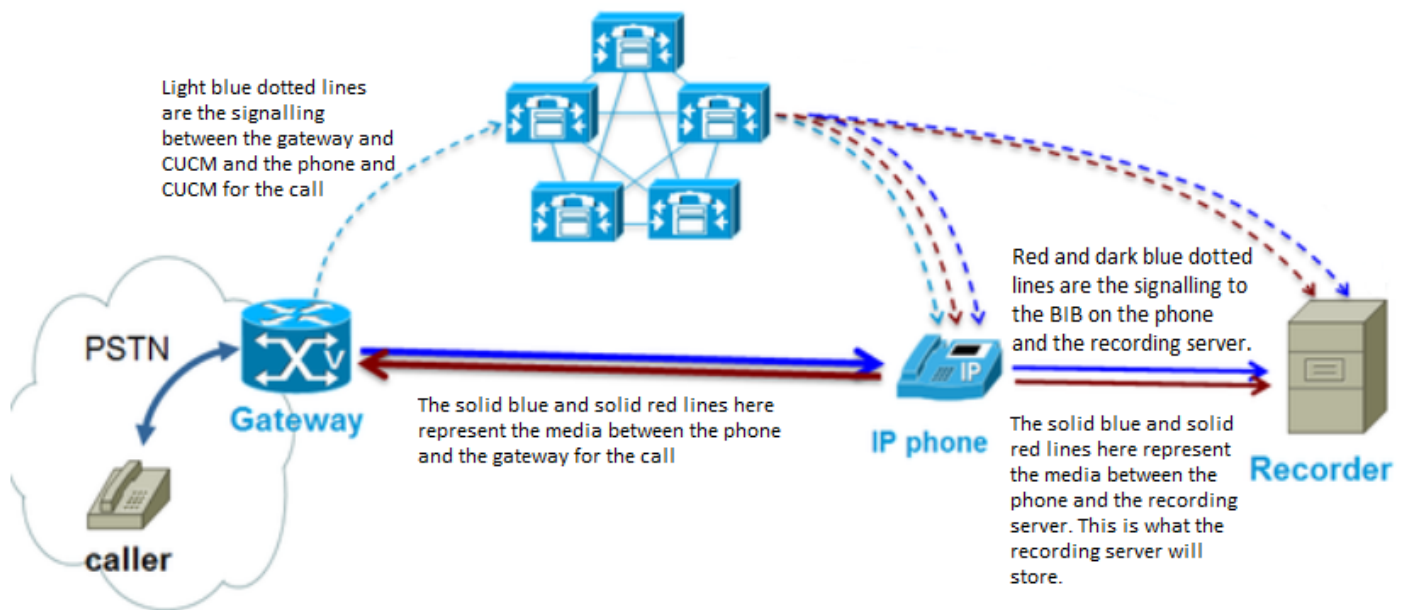 Light blue dotted lines
are the signalling
between the gateway and
CUCM and the phone and
CUCM for the call
PSTN
V
Gateway
caller
The solid blue and solid red lines here
represent the media between the phone
and the gateway for the call
IP
IP phone
Red and dark blue dotted
lines are the signalling to
the BIB on the phone
and the recording server.
The solid blue and solid
red lines here represent
the media between the
phone and the recording
server. This is what the
recording server will
store.
Recorder